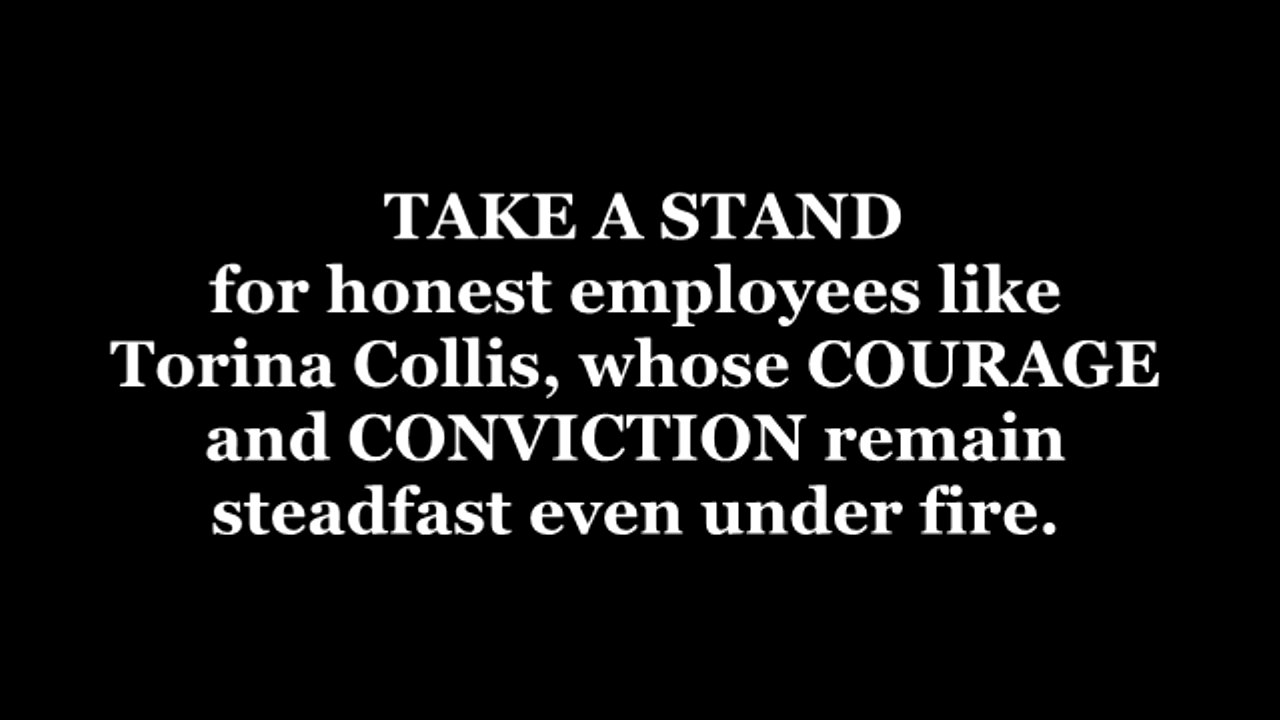 TAKE A STAND
for honest employees like
Torina Collis, whose COURAGE
and CONVICTION remain
steadfast even under fire.